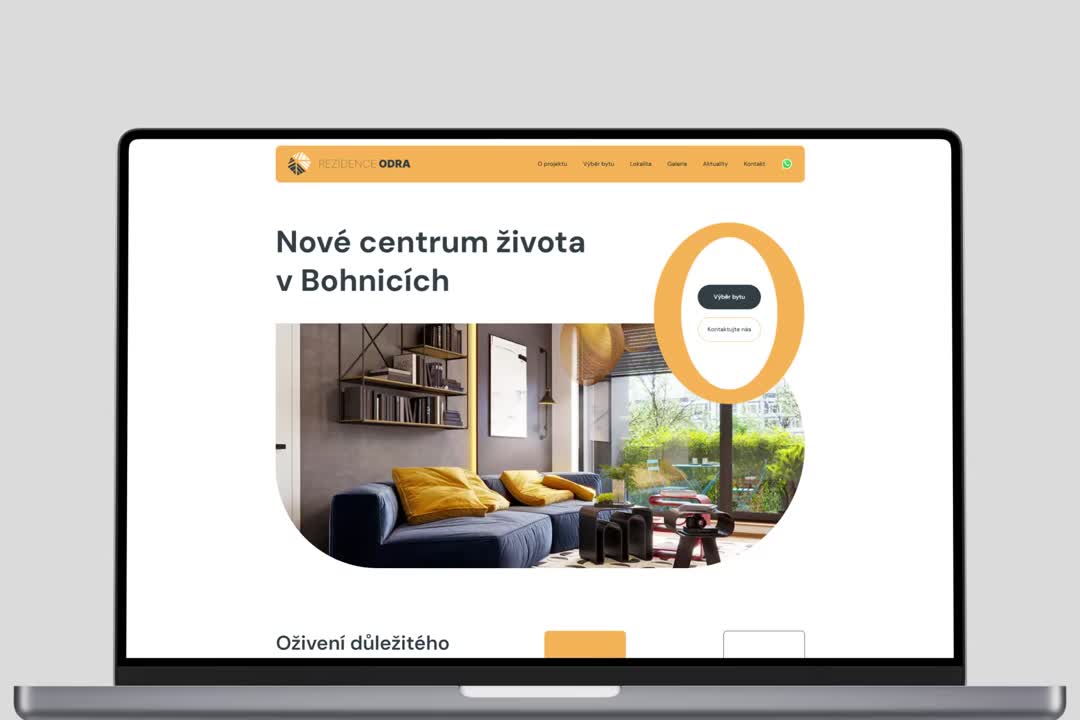 REZIDENCE ODRA
O projektu
Výběr bytu
Lokalita
Galerie
Aktuality
Kontakt
Nové centrum života
v Bohnicích
Výběr bytu
Kontaktujte nás
Oživení důležitého